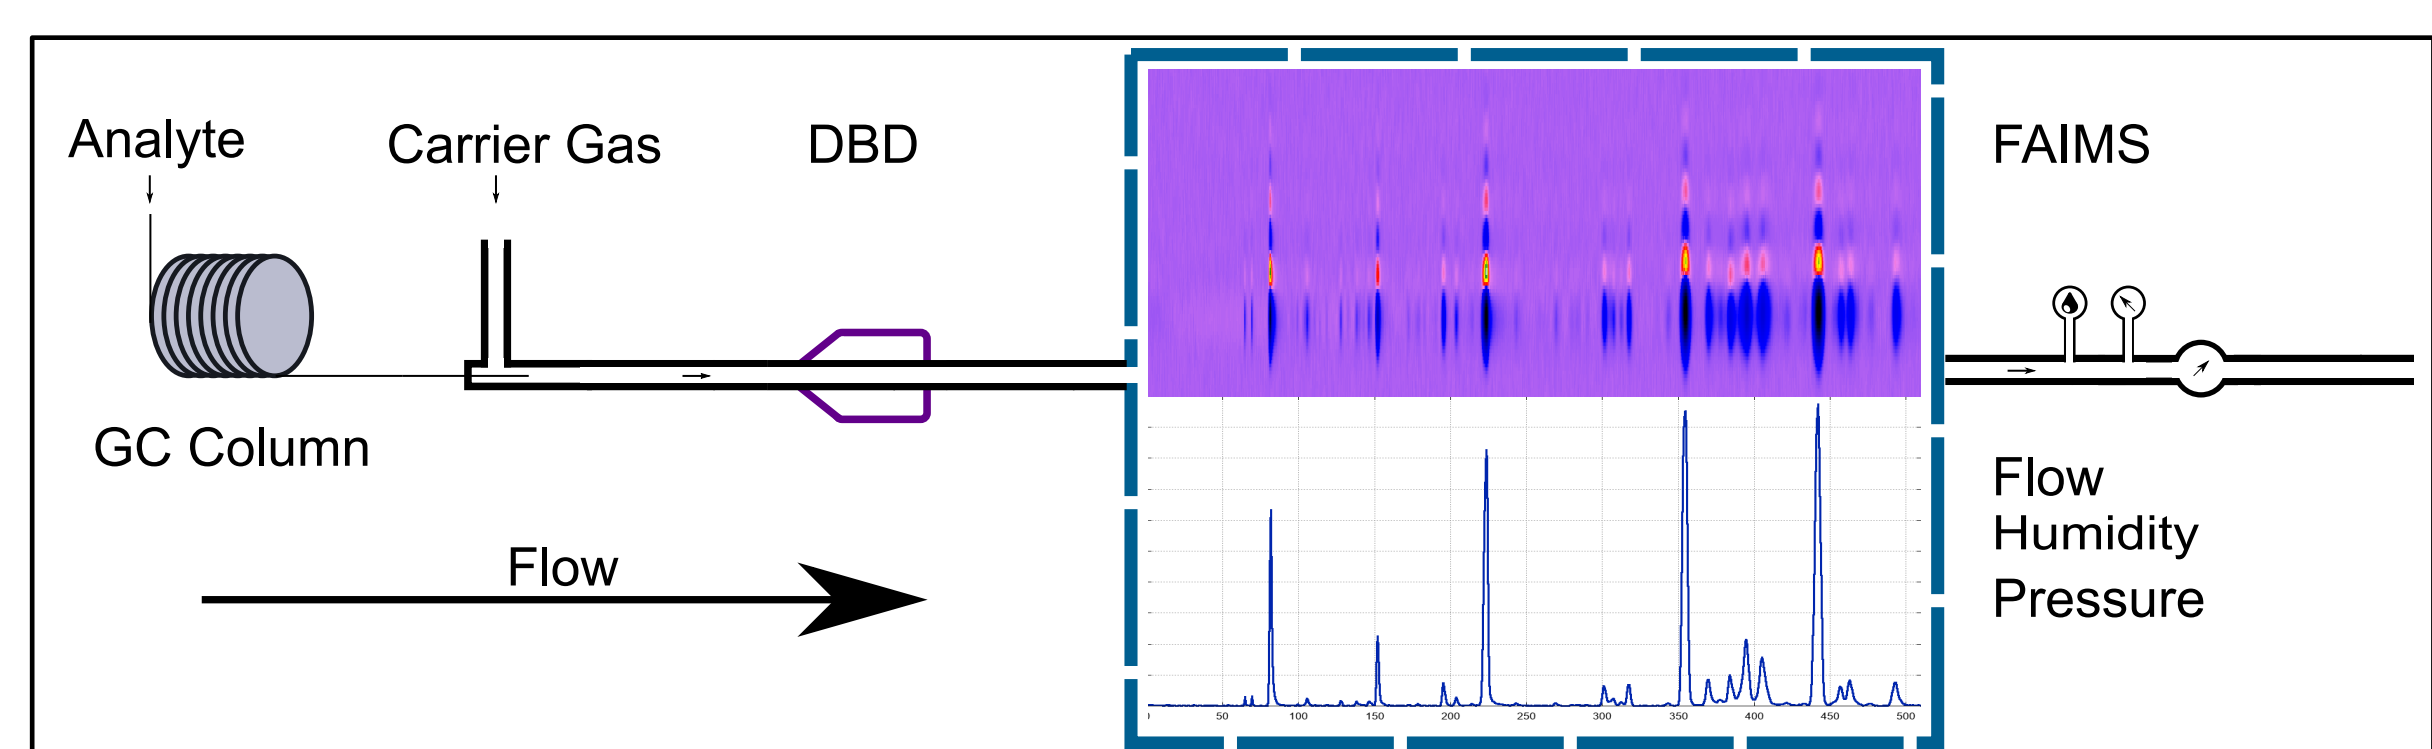 Analyte
Carrier Gas
DBD
FAIMS
GC Column
Flow
Flow
Humidity
Pressure
50 100 150 200 250 300 350 400 450 500